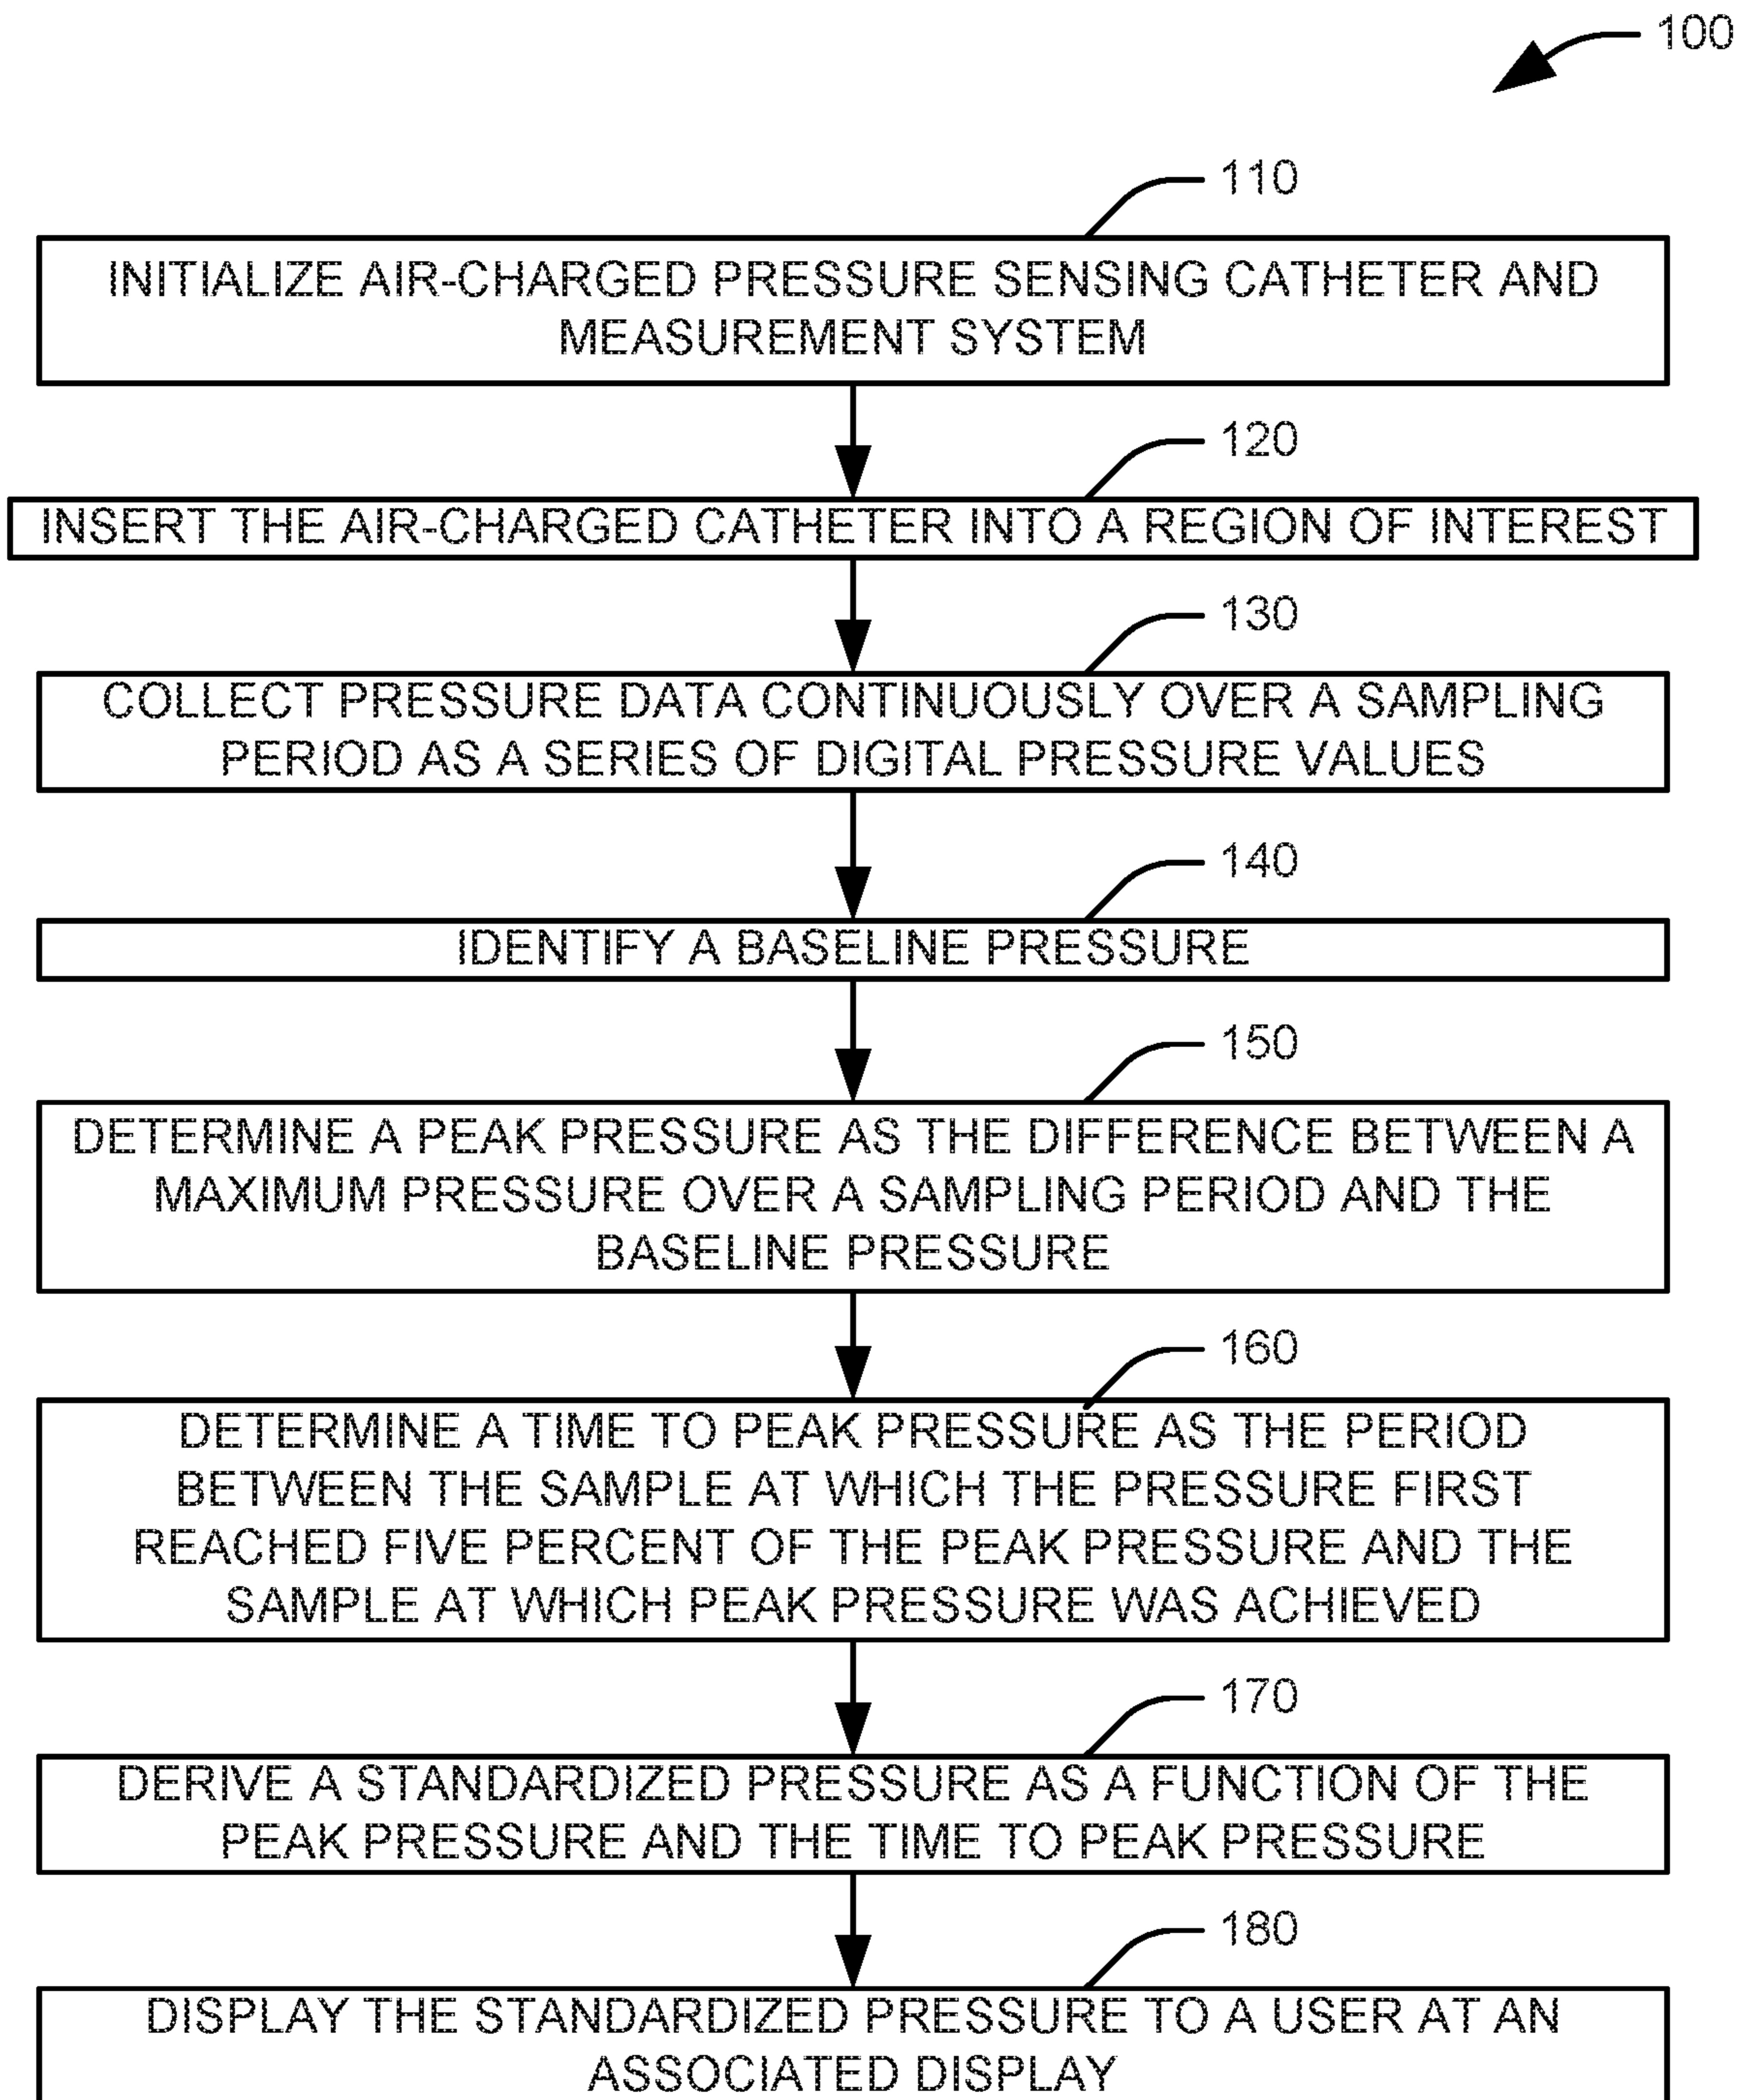 100
110
INITIALIZE AIR-CHARGED PRESSURE SENSING CATHETER AND
MEASUREMENT SYSTEM
120
INSERT THE AIR-CHARGED CATHETER INTO A REGION OF INTEREST
130
COLLECT PRESSURE DATA CONTINUOUSLY OVER A SAMPLING
PERIOD AS A SERIES OF DIGITAL PRESSURE VALUES
140
IDENTIFY A BASELINE PRESSURE
150
DETERMINE A PEAK PRESSURE AS THE DIFFERENCE BETWEEN A
MAXIMUM PRESSURE OVER A SAMPLING PERIOD AND THE
BASELINE PRESSURE
160
DETERMINE A TIME TO PEAK PRESSURE AS THE PERIOD
BETWEEN THE SAMPLE AT WHICH THE PRESSURE FIRST
REACHED FIVE PERCENT OF THE PEAK PRESSURE AND THE
SAMPLE AT WHICH PEAK PRESSURE WAS ACHIEVED
170
DERIVE A STANDARDIZED PRESSURE AS A FUNCTION OF THE
PEAK PRESSURE AND THE TIME TO PEAK PRESSURE
180
DISPLAY THE STANDARDIZED PRESSURE TO A USER AT AN
ASSOCIATED DISPLAY